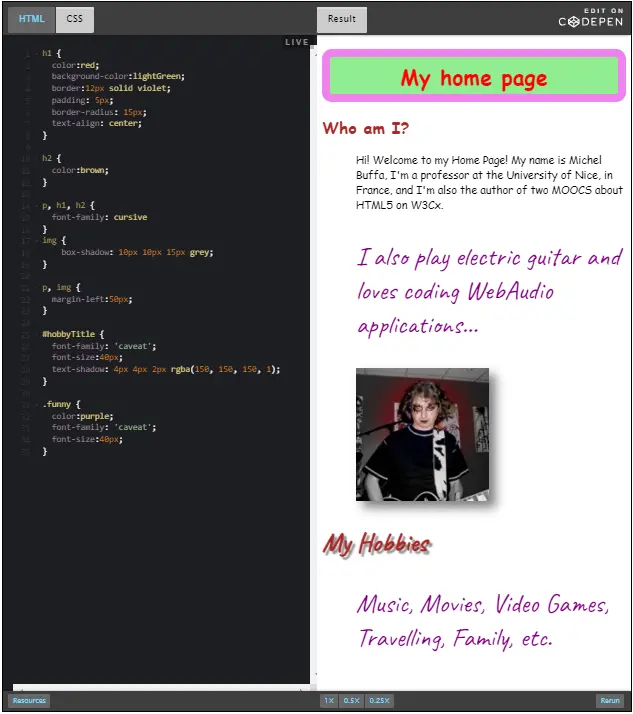 HTML
CSS
Result
EDIT ON
CODEPEN
LIVE
h1 {
color:red;
background-color:lightGreen;
border:12px solid violet;
padding: 5px;
border-radius: 15px;
text-align: center;
}
h2 {
color:brown;
}
p, h1, h2 {
font-family: cursive
}
img {
box-shadow: 10px 10px 15px grey;
}
p, img {
margin-left:50px;
}
#hobbyTitle {
font-family: 'caveat';
font-size:40px;
text-shadow: 4px 4px 2px rgba(150, 150, 150, 1);
}
.funny {
color:purple;
font-family: 'caveat';
font-size:40px;
}
My home page
Who am I?
Hi! Welcome to my Home Page! My name is Michel
Buffa, I'm a professor at the University of Nice, in
France, and I'm also the author of two MOOCS about
HTML5 on W3Cx.
I also play electric guitar and
loves coding WebAudio
applications...
My Hobbies
Music, Movies, Video Games,
Travelling, Family, etc.
Resources
1X
0.5X
0.25X
Rerun